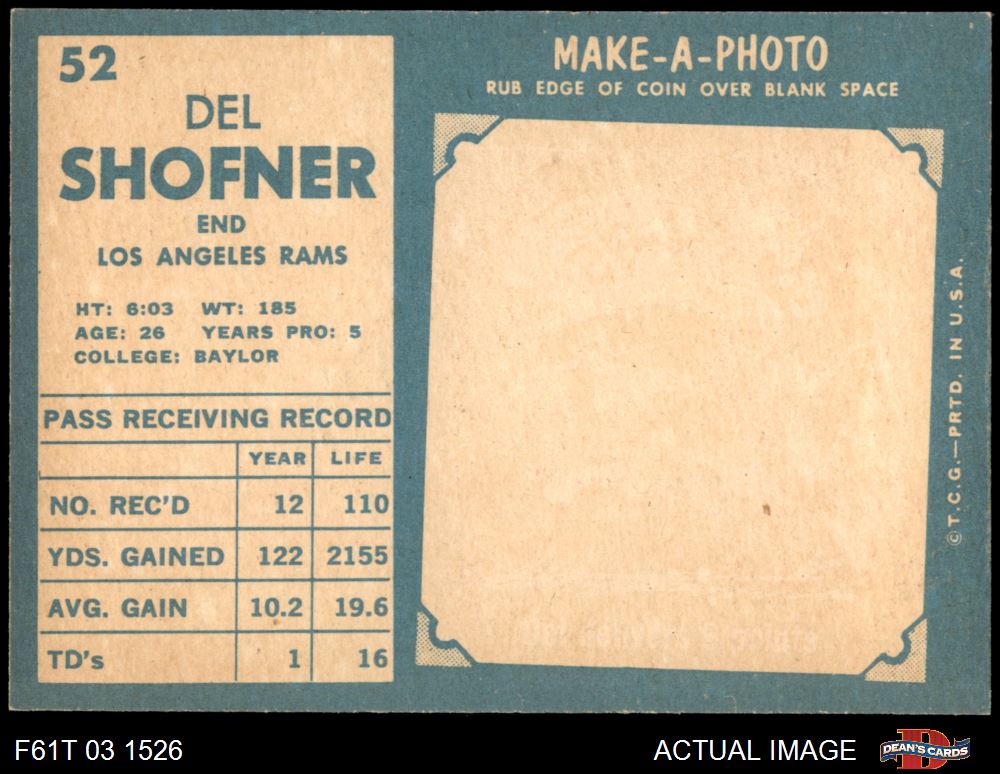 52
DEL
SHOFNER
END
LOS ANGELES RAMS
HT: 6:03 WT: 185
AGE: 26 YEARS PRO: 5
COLLEGE: BAYLOR
PASS RECEIVING RECORD
YEAR LIFE
NO. REC'D 12 110
YDS. GAINED 122 2155
AVG. GAIN 10.2 19.6
TD's 1 16
MAKE-A-PHOTO
RUB EDGE OF COIN OVER BLANK SPACE
©T.C.G.—PRTD. IN U.S.A.
F61T 03 1526
ACTUAL IMAGE
DEAN'S CARDS